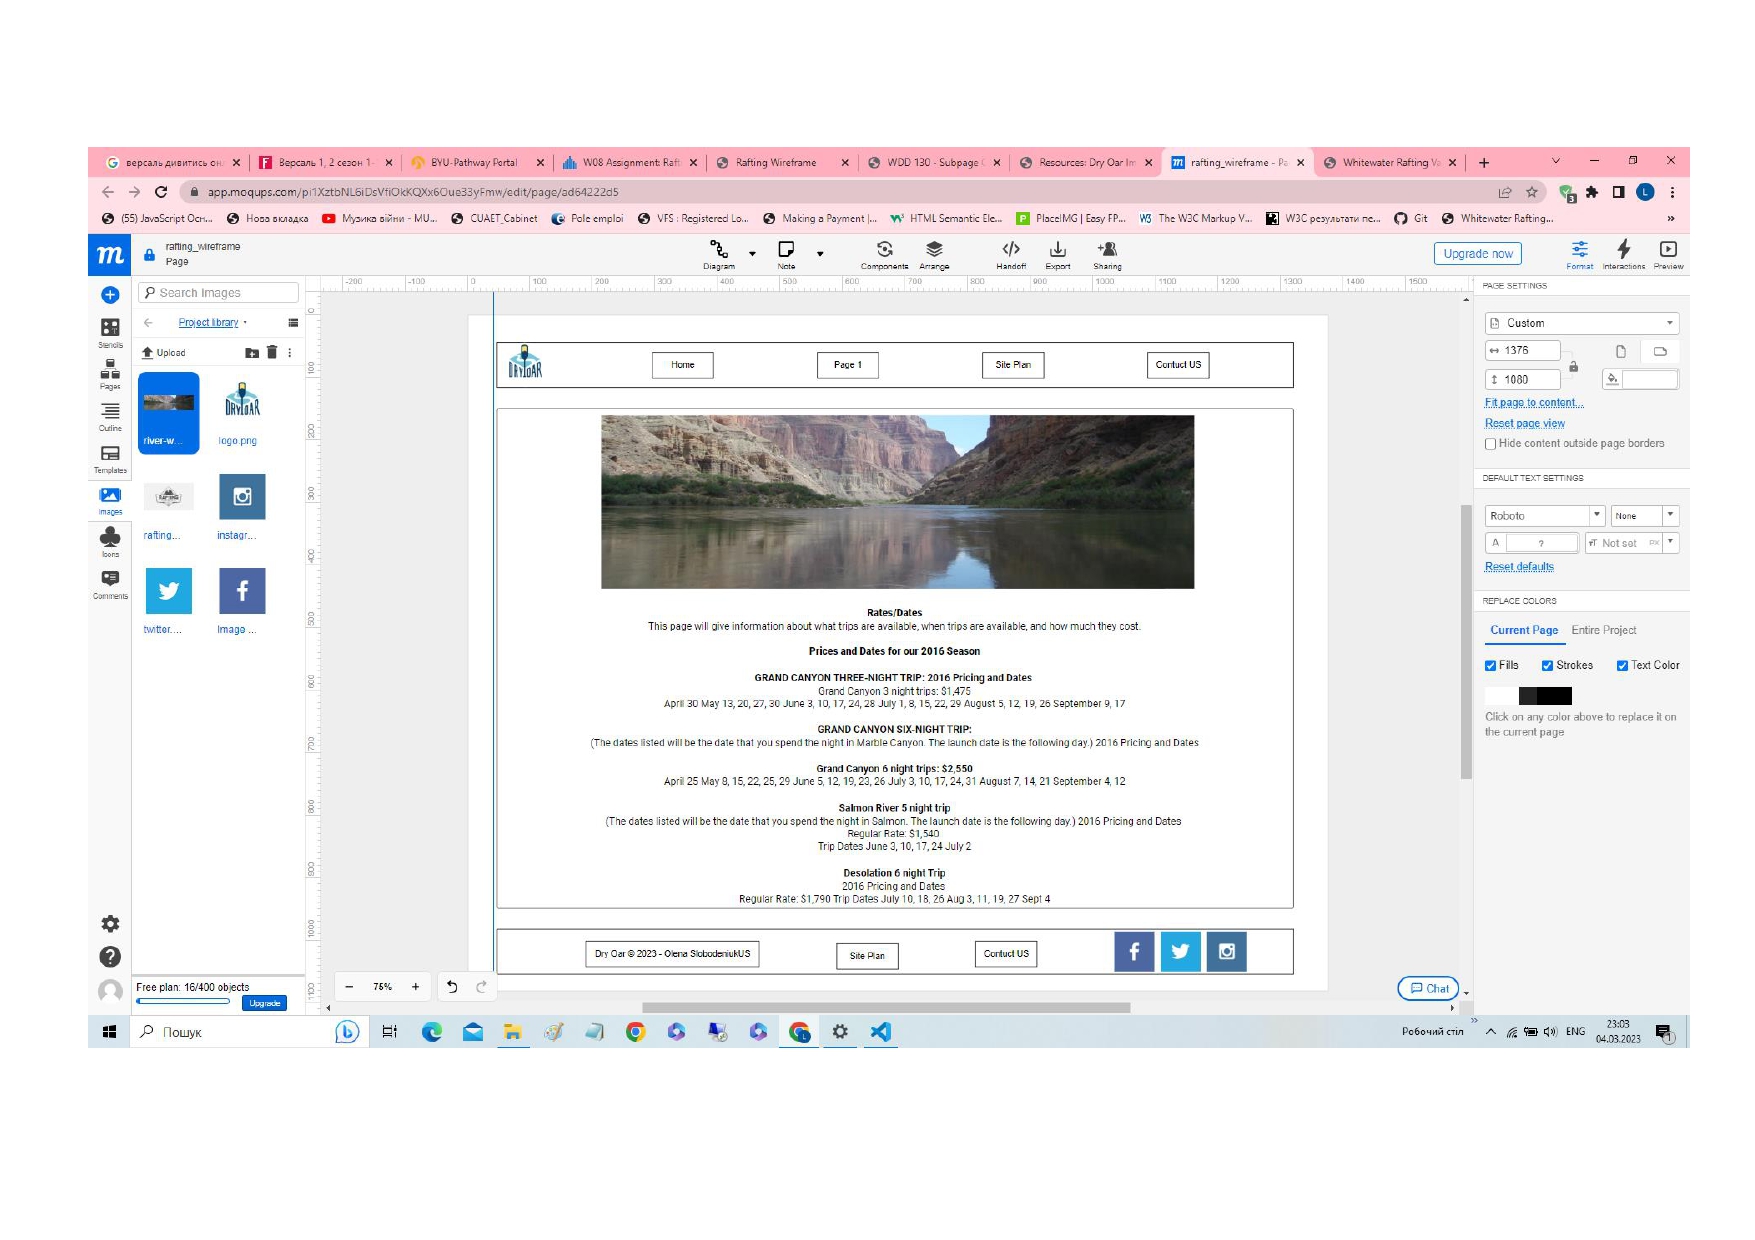 версаль дивитись он
Версаль 1, 2 сезон 1-
BYU-Pathway Portal
W08 Assignment: Raft
Rafting Wireframe
WDD 130 - Subpage
Resources: Dry Oar Im
rafting_wireframe - Pa
Whitewater Rafting Va
app.moqups.com/pi1XztbNL6iDsVfiOkKQXx6Oue33yFmw/edit/page/ad64222d5
(55) JavaScript Осн...
Нова вкладка
Музика війни - MU...
CUAET_Cabinet
Pole emploi
VFS : Registered Lo...
Making a Payment |...
HTML Semantic Ele...
PlaceIMG | Easy FP...
The W3C Markup V...
W3C результати пе...
Git
Whitewater Rafting...
rafting_wireframe
Page
Diagram
Note
Components
Arrange
Handoff
Export
Sharing
Upgrade now
Format
Interactions
Preview
Search Images
Project library
Upload
Stencils
Pages
Outline
Templates
Images
Icons
Comments
river-w...
logo.png
rafting...
instagr...
twitter....
Image ...
Free plan: 16/400 objects
Upgrade
-200 -100 0 100 200 300 400 500 600 700 800 900 1000 1100 1200 1300 1400 1500
0 100 200 300 400 500 600 700 800 900 1000 1100
DRY OAR
Home
Page 1
Site Plan
Contuct US
Rates/Dates
This page will give information about what trips are available, when trips are available, and how much they cost.
Prices and Dates for our 2016 Season
GRAND CANYON THREE-NIGHT TRIP: 2016 Pricing and Dates
Grand Canyon 3 night trips: $1,475
April 30 May 13, 20, 27, 30 June 3, 10, 17, 24, 28 July 1, 8, 15, 22, 29 August 5, 12, 19, 26 September 9, 17
GRAND CANYON SIX-NIGHT TRIP:
(The dates listed will be the date that you spend the night in Marble Canyon. The launch date is the following day.) 2016 Pricing and Dates
Grand Canyon 6 night trips: $2,550
April 25 May 8, 15, 22, 25, 29 June 5, 12, 19, 23, 26 July 3, 10, 17, 24, 31 August 7, 14, 21 September 4, 12
Salmon River 5 night trip
(The dates listed will be the date that you spend the night in Salmon. The launch date is the following day.) 2016 Pricing and Dates
Regular Rate: $1,540
Trip Dates June 3, 10, 17, 24 July 2
Desolation 6 night Trip
2016 Pricing and Dates
Regular Rate: $1,790 Trip Dates July 10, 18, 26 Aug 3, 11, 19, 27 Sept 4
Dry Oar © 2023 - Olena SlobodeniukUS
Site Plan
Contuct US
75%
Chat
PAGE SETTINGS
Custom
1376
1080
Fit page to content...
Reset page view
Hide content outside page borders
DEFAULT TEXT SETTINGS
Roboto
None
A ?
Not set PX
Reset defaults
REPLACE COLORS
Current Page
Entire Project
Fills
Strokes
Text Color
Click on any color above to replace it on
the current page
Пошук
Робочий стіл
ENG
23:03
04.03.2023